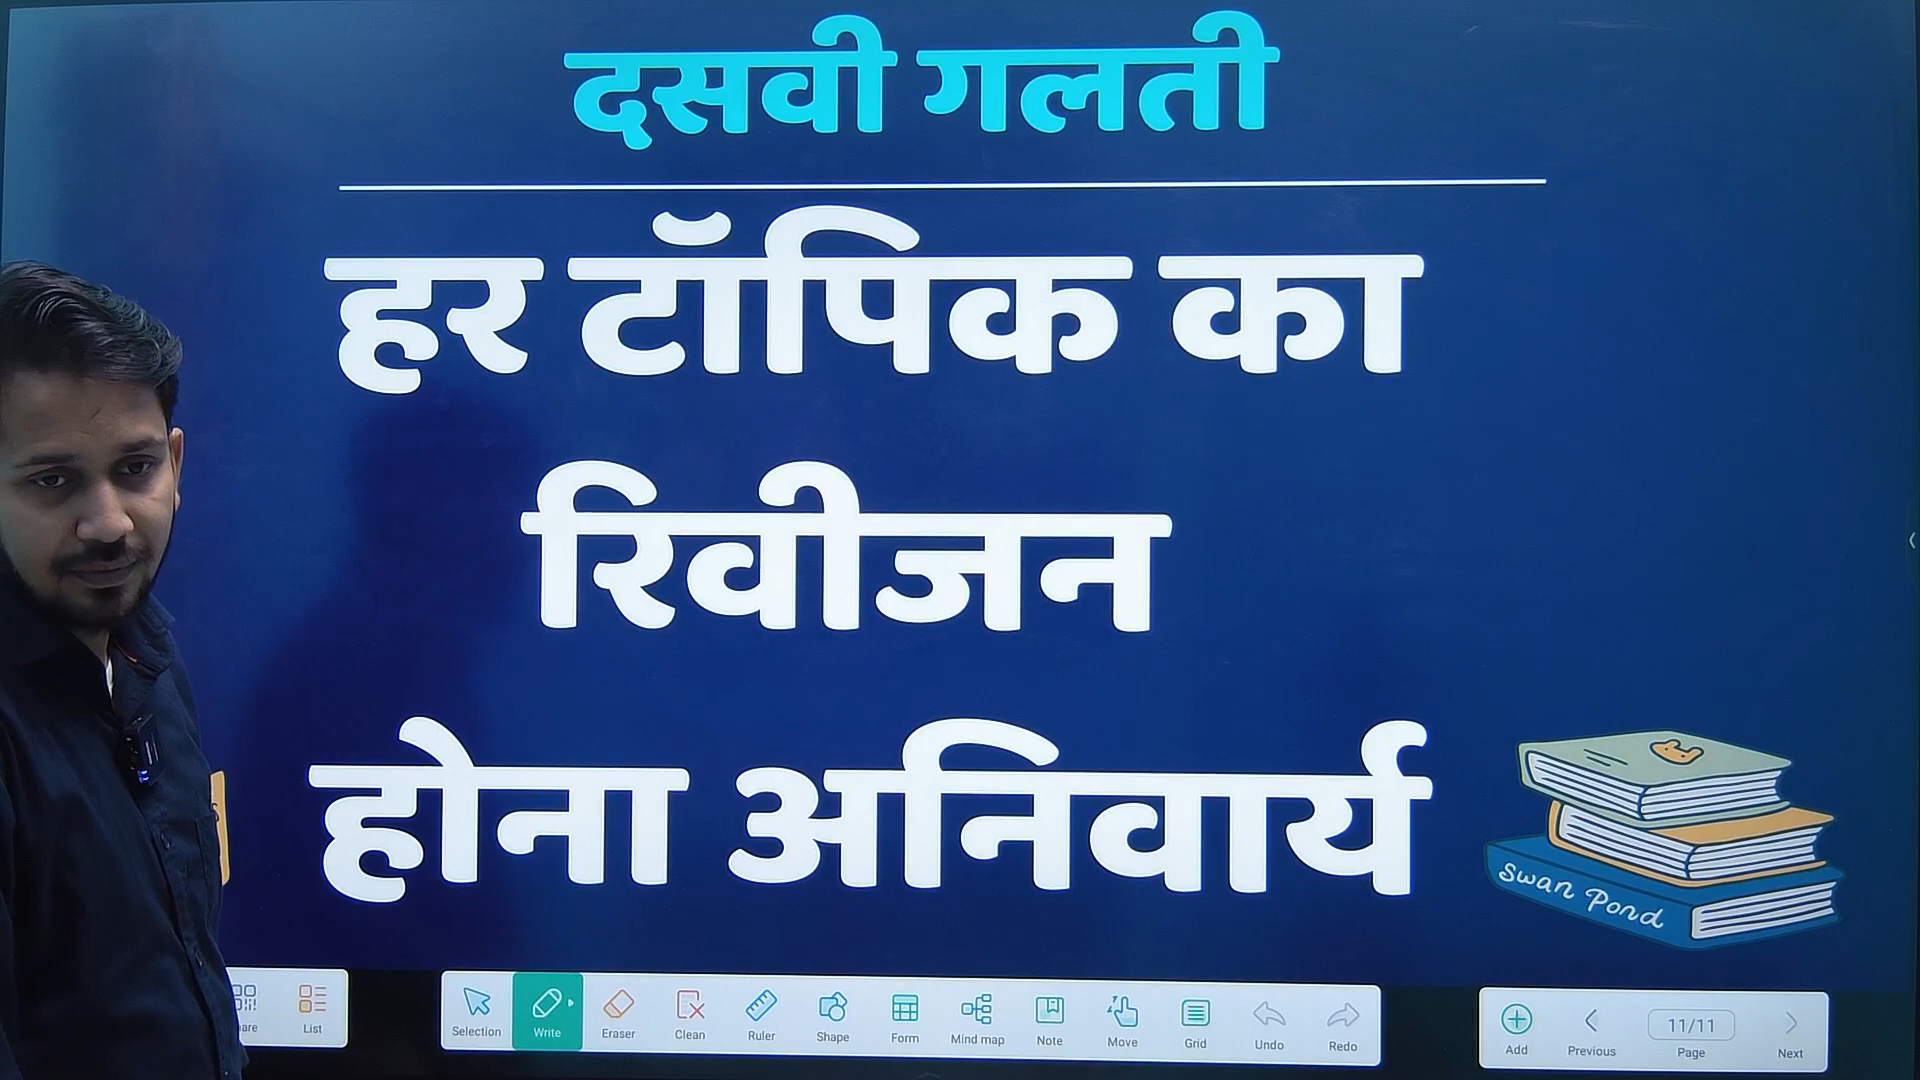 दसवी गलती
हर टॉपिक का
रिवीजन
होना अनिवार्य
Swan Pond
List
Selection
Write
Eraser
Clean
Ruler
Shape
Form
Mind map
Note
Move
Grid
Undo
Redo
Add
Previous
11/11
Page
Next